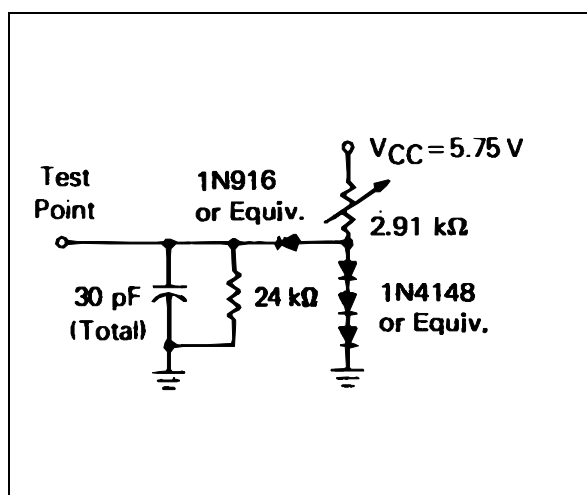 Test
Point
1N916
or Equiv.
VCC = 5.75 V
2.91 kΩ
30 pF
(Total)
24 kΩ
1N4148
or Equiv.